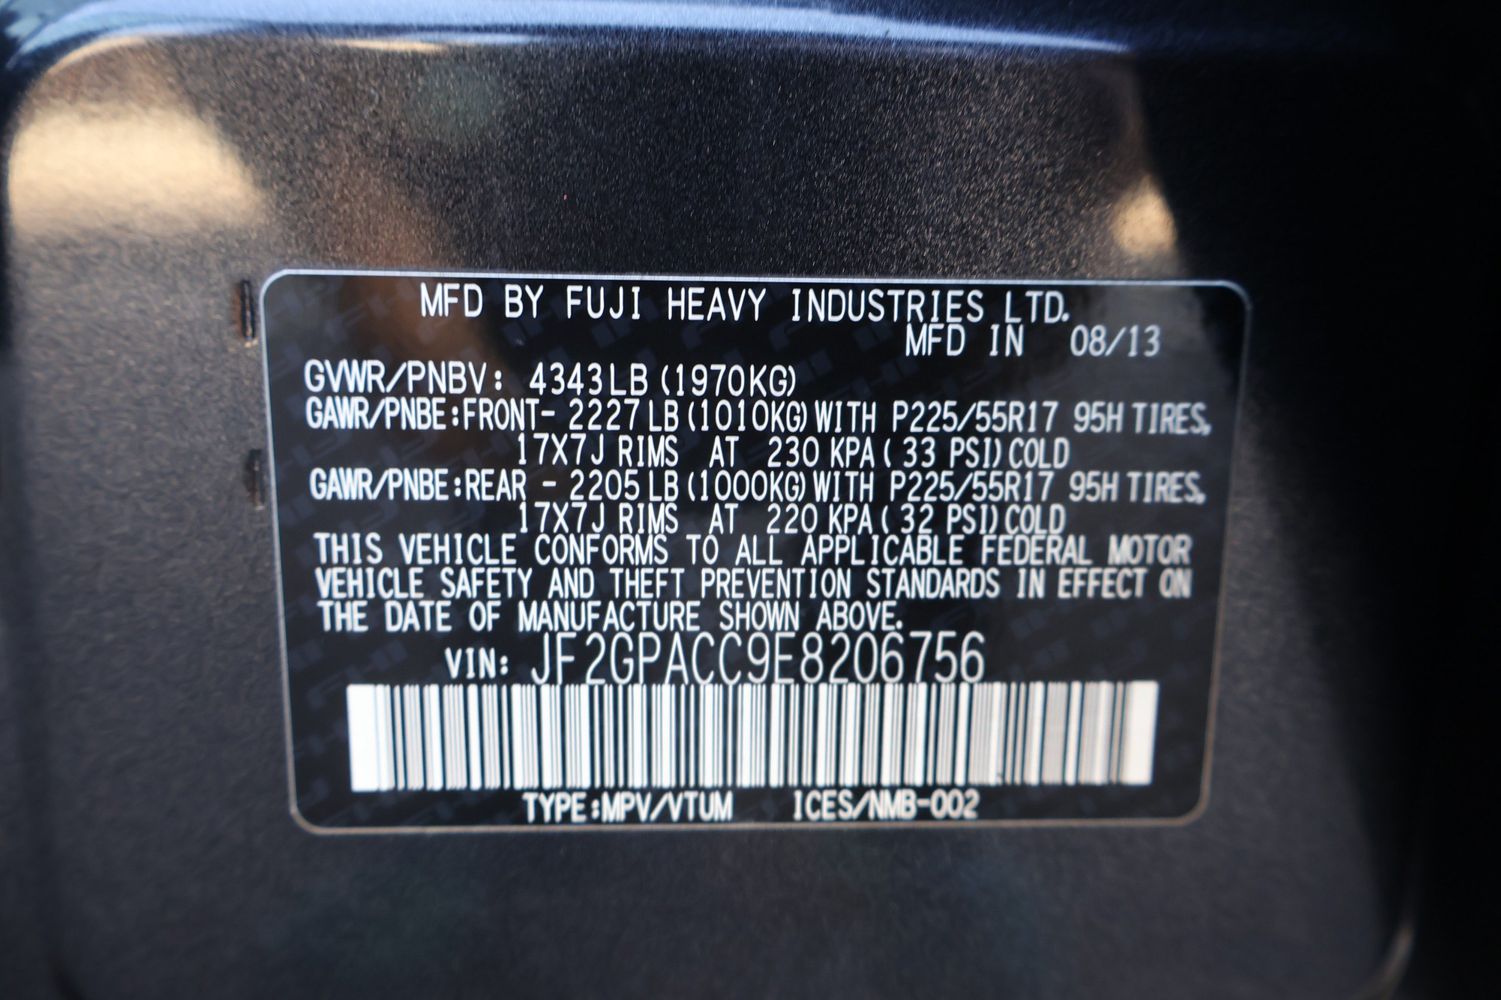 MFD BY FUJI HEAVY INDUSTRIES LTD.
MFD IN 08/13
GVWR/PNBV: 4343LB (1970KG)
GAWR/PNBE:FRONT- 2227LB (1010KG) WITH P225/55R17 95H TIRES,
17X7J RIMS AT 230 KPA( 33 PSI) COLD
GAWR/PNBE:REAR - 2205LB (1000KG) WITH P225/55R17 95H TIRES,
17X7J RIMS AT 220 KPA( 32 PSI) COLD
THIS VEHICLE CONFORMS TO ALL APPLICABLE FEDERAL MOTOR
VEHICLE SAFETY AND THEFT PREVENTION STANDARDS IN EFFECT ON
THE DATE OF MANUFACTURE SHOWN ABOVE.
VIN: JF2GPACC9E8206756
TYPE:MPV/VTUM ICES/NMB-002